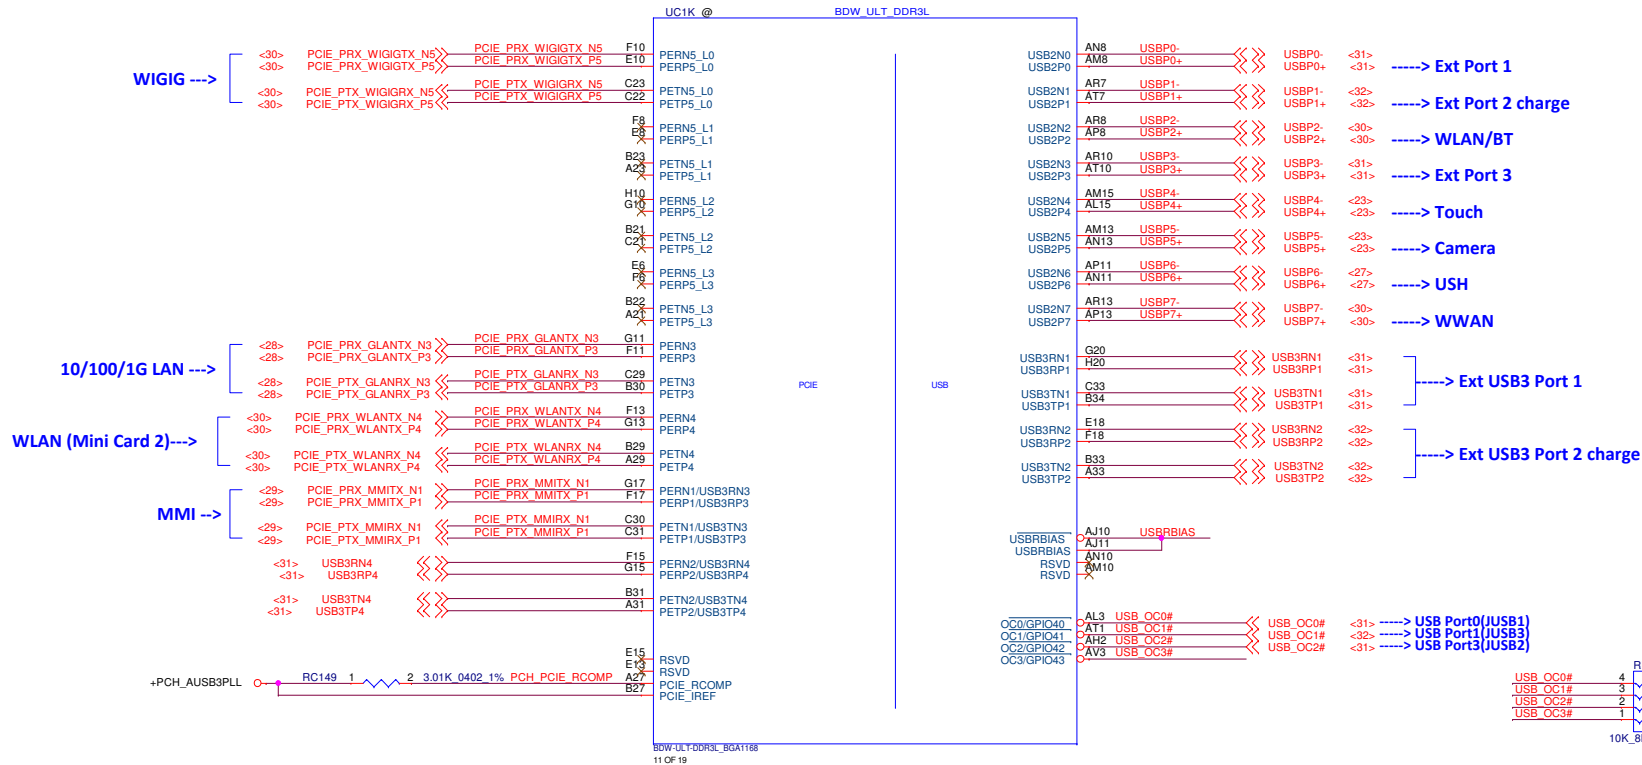 UC1K @
BDW_ULT_DDR3L
WIGIG --->
<30> PCIE_PRX_WIGIGTX_N5 PCIE_PRX_WIGIGTX_N5 F10 PERN5_L0
<30> PCIE_PRX_WIGIGTX_P5 PCIE_PRX_WIGIGTX_P5 E10 PERP5_L0
<30> PCIE_PTX_WIGIGRX_N5 PCIE_PTX_WIGIGRX_N5 C23 PETN5_L0
<30> PCIE_PTX_WIGIGRX_P5 PCIE_PTX_WIGIGRX_P5 C22 PETP5_L0
F8 PERN5_L1
E8 PERP5_L1
B23 PETN5_L1
A23 PETP5_L1
H10 PERN5_L2
G10 PERP5_L2
B21 PETN5_L2
C21 PETP5_L2
E6 PERN5_L3
F6 PERP5_L3
B22 PETN5_L3
A21 PETP5_L3
10/100/1G LAN --->
<28> PCIE_PRX_GLANTX_N3 PCIE_PRX_GLANTX_N3 G11 PERN3
<28> PCIE_PRX_GLANTX_P3 PCIE_PRX_GLANTX_P3 F11 PERP3
<28> PCIE_PTX_GLANRX_N3 PCIE_PTX_GLANRX_N3 C29 PETN3
<28> PCIE_PTX_GLANRX_P3 PCIE_PTX_GLANRX_P3 B30 PETP3
WLAN (Mini Card 2)--->
<30> PCIE_PRX_WLANTX_N4 PCIE_PRX_WLANTX_N4 F13 PERN4
<30> PCIE_PRX_WLANTX_P4 PCIE_PRX_WLANTX_P4 G13 PERP4
<30> PCIE_PTX_WLANRX_N4 PCIE_PTX_WLANRX_N4 B29 PETN4
<30> PCIE_PTX_WLANRX_P4 PCIE_PTX_WLANRX_P4 A29 PETP4
MMI -->
<29> PCIE_PRX_MMITX_N1 PCIE_PRX_MMITX_N1 G17 PERN1/USB3RN3
<29> PCIE_PRX_MMITX_P1 PCIE_PRX_MMITX_P1 F17 PERP1/USB3RP3
<29> PCIE_PTX_MMIRX_N1 PCIE_PTX_MMIRX_N1 C30 PETN1/USB3TN3
<29> PCIE_PTX_MMIRX_P1 PCIE_PTX_MMIRX_P1 C31 PETP1/USB3TP3
<31> USB3RN4 F15 PERN2/USB3RN4
<31> USB3RP4 G15 PERP2/USB3RP4
<31> USB3TN4 B31 PETN2/USB3TN4
<31> USB3TP4 A31 PETP2/USB3TP4
E15 RSVD
E13 RSVD
+PCH_AUSB3PLL RC149 1 2 3.01K_0402_1% PCH_PCIE_RCOMP A27 PCIE_RCOMP
B27 PCIE_IREF
PCIE
USB
USB2N0 AN8 USBP0- USBP0- <31>
USB2P0 AM8 USBP0+ USBP0+ <31>
-----> Ext Port 1
USB2N1 AR7 USBP1- USBP1- <32>
USB2P1 AT7 USBP1+ USBP1+ <32>
-----> Ext Port 2 charge
USB2N2 AR8 USBP2- USBP2- <30>
USB2P2 AP8 USBP2+ USBP2+ <30>
-----> WLAN/BT
USB2N3 AR10 USBP3- USBP3- <31>
USB2P3 AT10 USBP3+ USBP3+ <31>
-----> Ext Port 3
USB2N4 AM15 USBP4- USBP4- <23>
USB2P4 AL15 USBP4+ USBP4+ <23>
-----> Touch
USB2N5 AM13 USBP5- USBP5- <23>
USB2P5 AN13 USBP5+ USBP5+ <23>
-----> Camera
USB2N6 AP11 USBP6- USBP6- <27>
USB2P6 AN11 USBP6+ USBP6+ <27>
-----> USH
USB2N7 AR13 USBP7- USBP7- <30>
USB2P7 AP13 USBP7+ USBP7+ <30>
-----> WWAN
USB3RN1 G20 USB3RN1 <31>
USB3RP1 H20 USB3RP1 <31>
USB3TN1 C33 USB3TN1 <31>
USB3TP1 B34 USB3TP1 <31>
-----> Ext USB3 Port 1
USB3RN2 E18 USB3RN2 <32>
USB3RP2 F18 USB3RP2 <32>
USB3TN2 B33 USB3TN2 <32>
USB3TP2 A33 USB3TP2 <32>
-----> Ext USB3 Port 2 charge
USBRBIAS AJ10 USBRBIAS
USBRBIAS AJ11
RSVD AN10
RSVD AM10
OC0/GPIO40 AL3 USB_OC0# USB_OC0# <31> -----> USB Port0(JUSB1)
OC1/GPIO41 AT1 USB_OC1# USB_OC1# <32> -----> USB Port1(JUSB3)
OC2/GPIO42 AH2 USB_OC2# USB_OC2# <31> -----> USB Port3(JUSB2)
OC3/GPIO43 AV3 USB_OC3#
R
USB_OC0# 4
USB_OC1# 3
USB_OC2# 2
USB_OC3# 1
BDW-ULT-DDR3L_BGA1168
11 OF 19